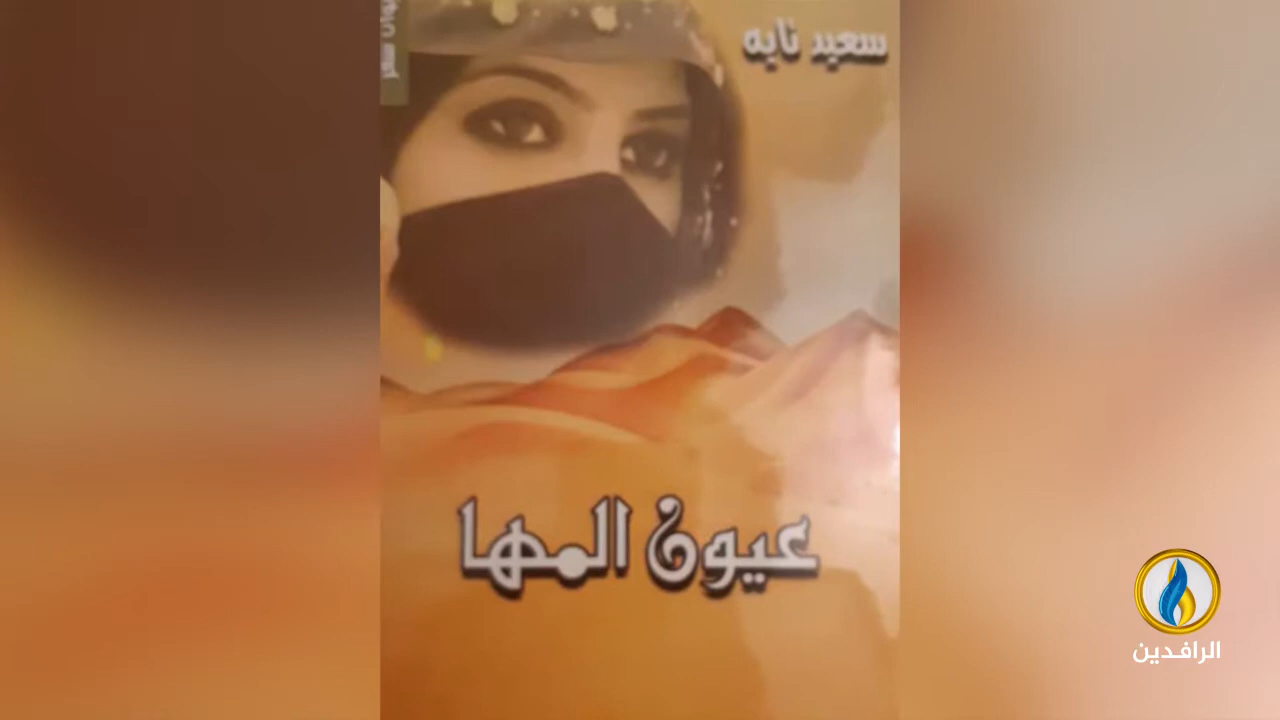 سعيد نايه
عيون المها
الرافدين